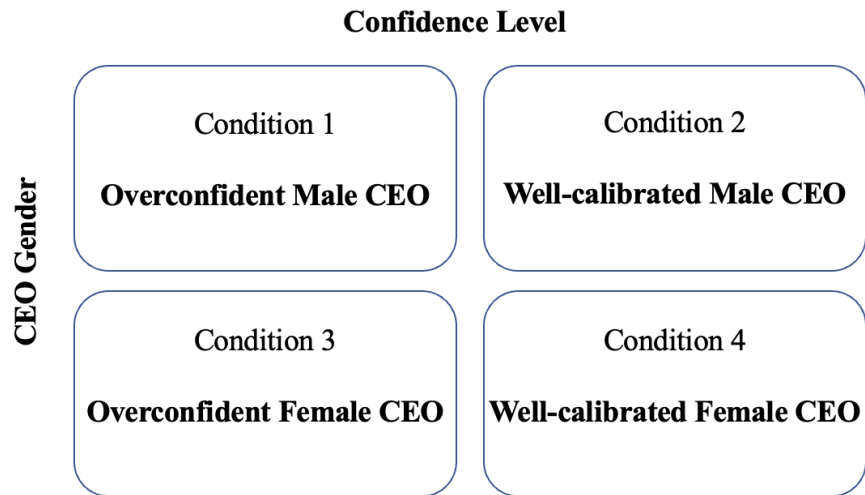 Confidence Level
CEO Gender
Condition 1
Overconfident Male CEO
Condition 2
Well-calibrated Male CEO
Condition 3
Overconfident Female CEO
Condition 4
Well-calibrated Female CEO